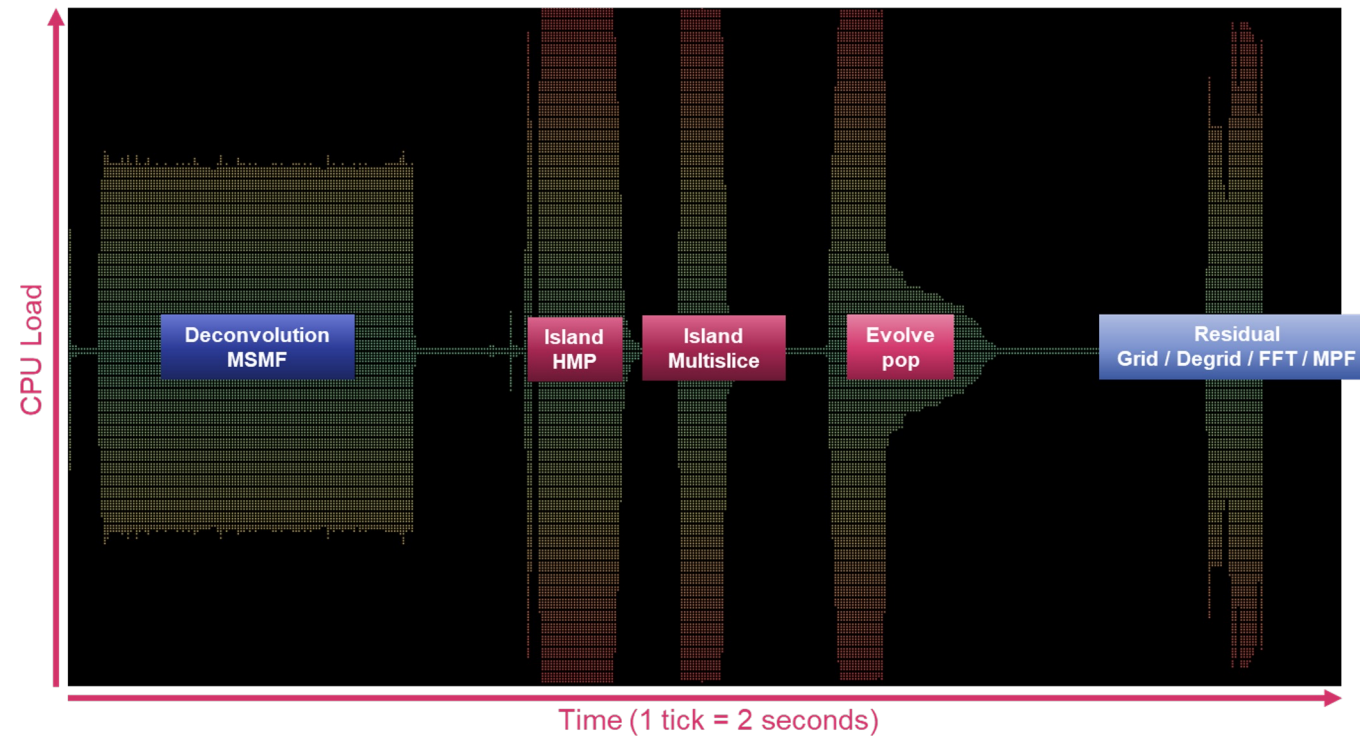 CPU Load
Deconvolution
MSMF
Island
HMP
Island
Multislice
Evolve
pop
Residual
Grid / Degrid / FFT / MPF
Time (1 tick = 2 seconds)